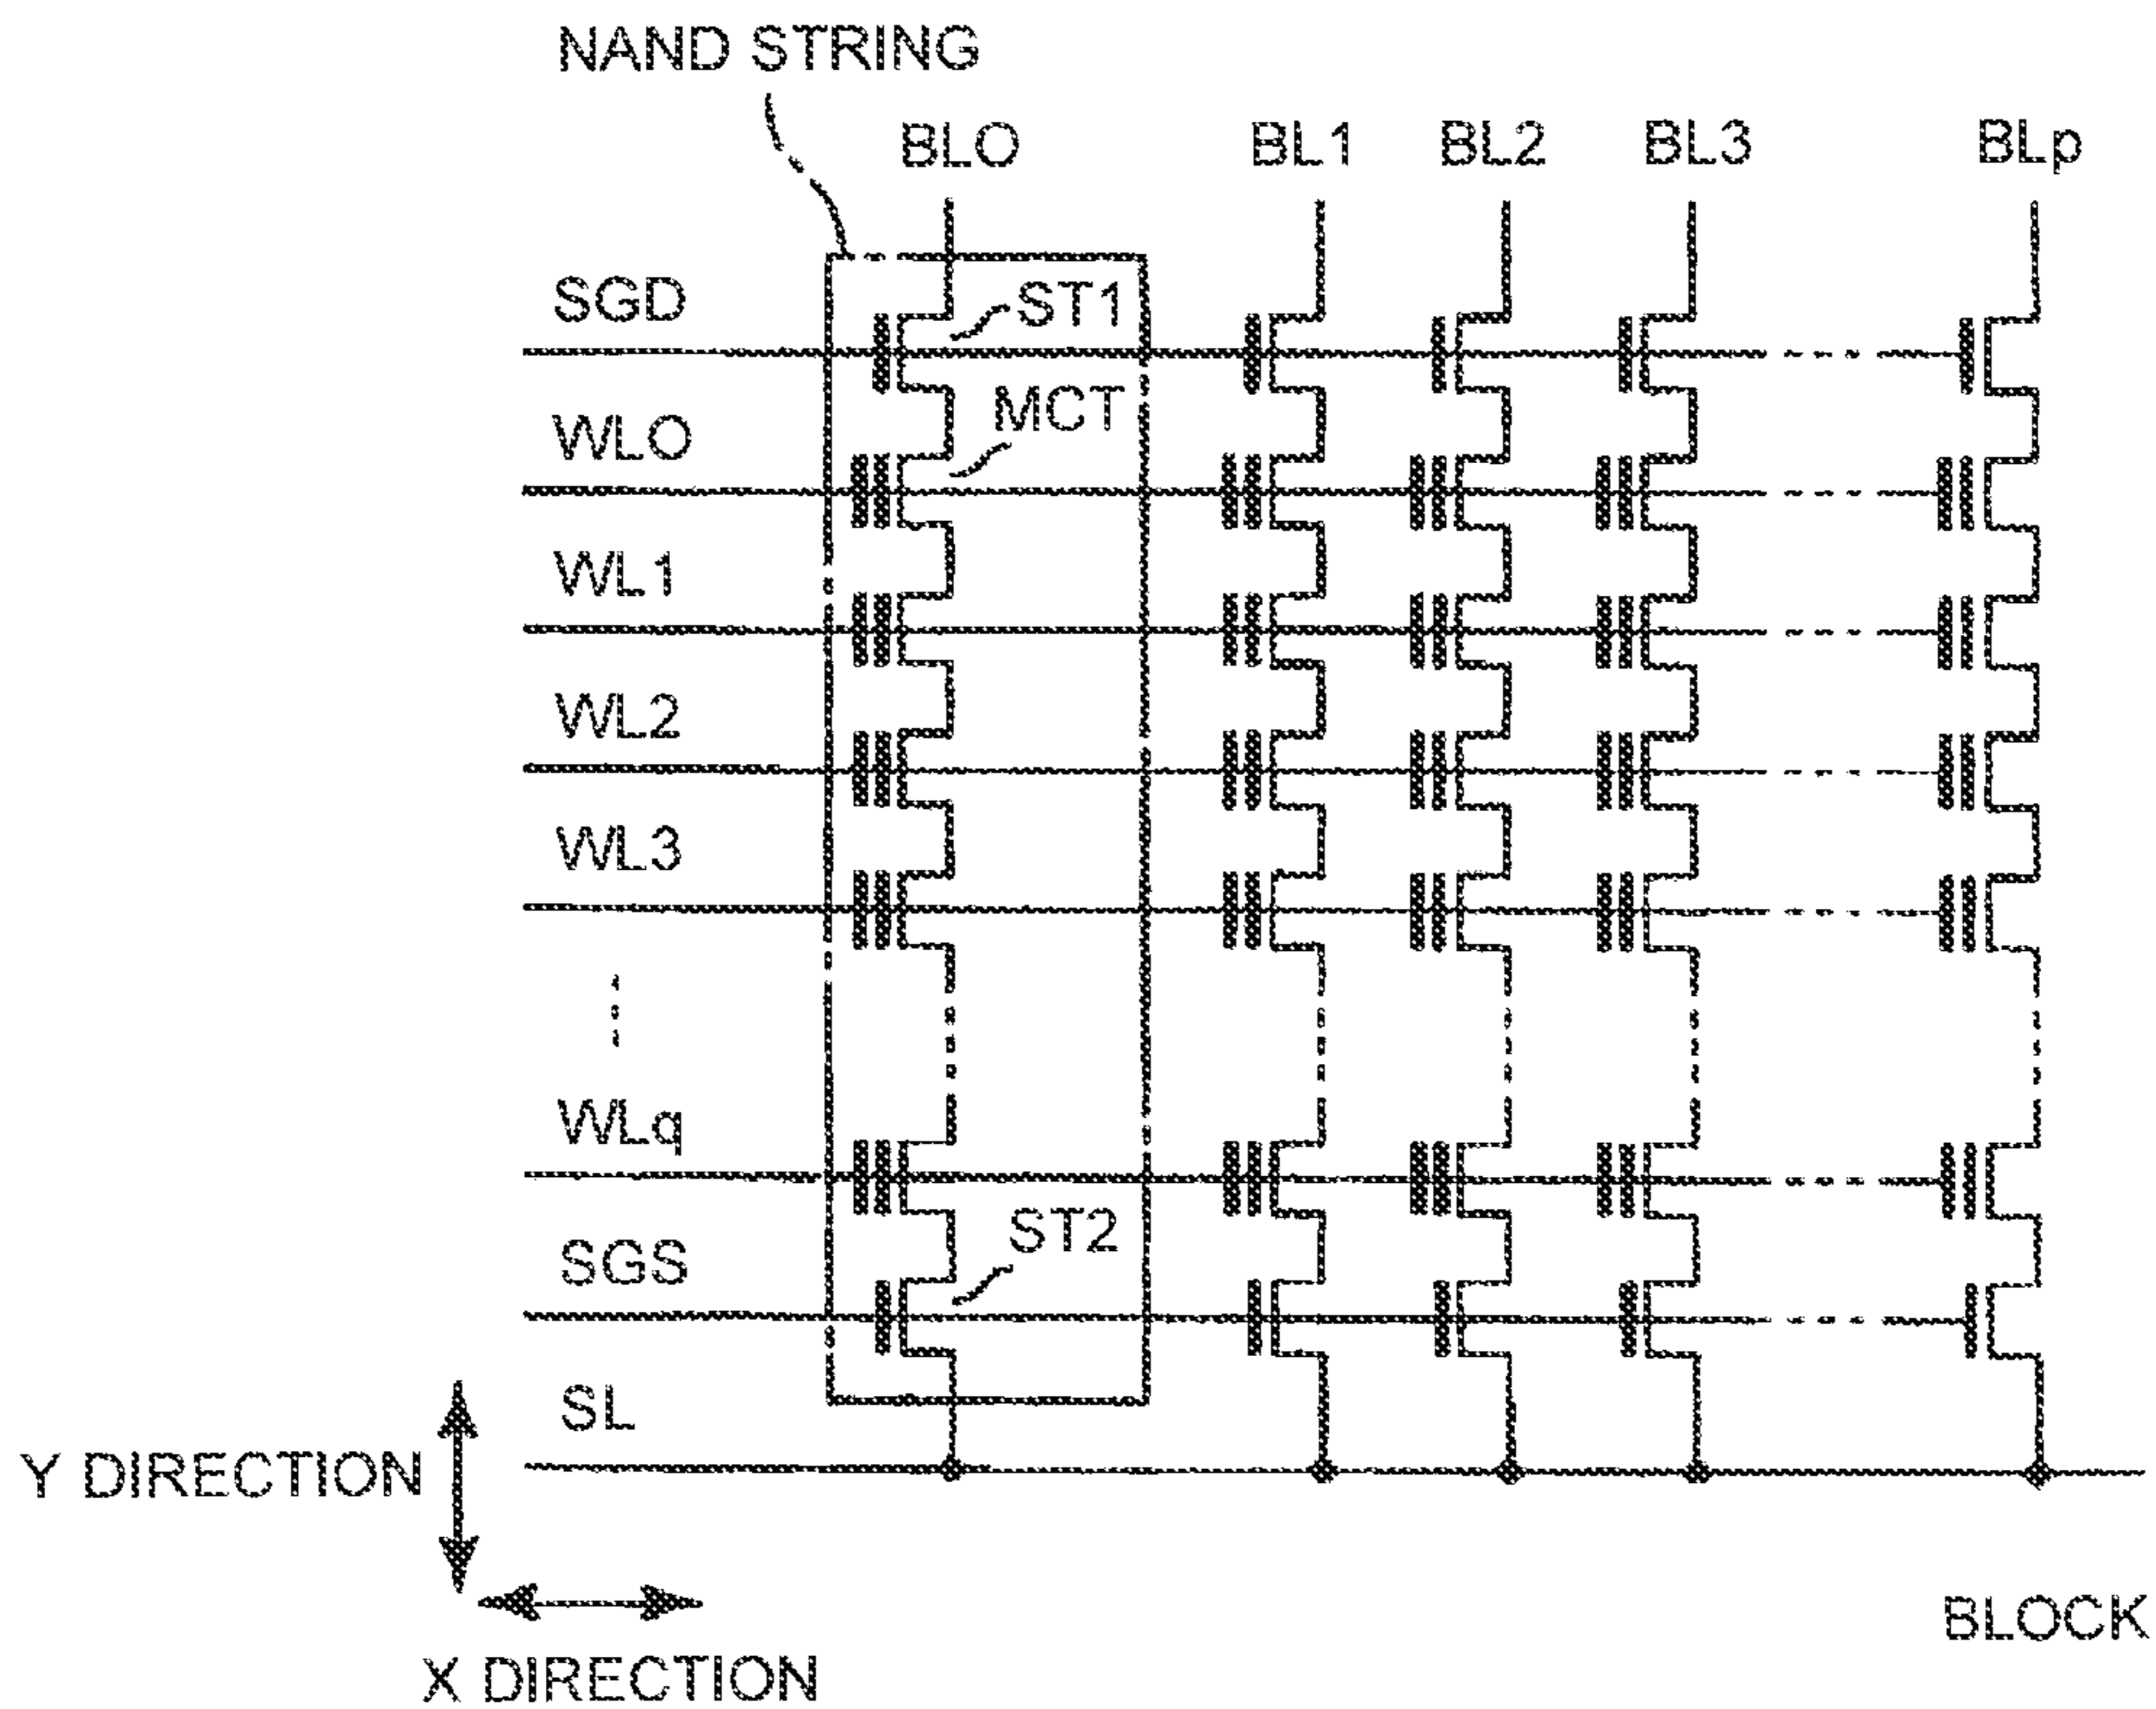 NAND STRING
BL0 BL1 BL2 BL3 BLp
SGD
ST1
MCT
WL0
WL1
WL2
WL3
WLq
ST2
SGS
SL
Y DIRECTION
X DIRECTION
BLOCK